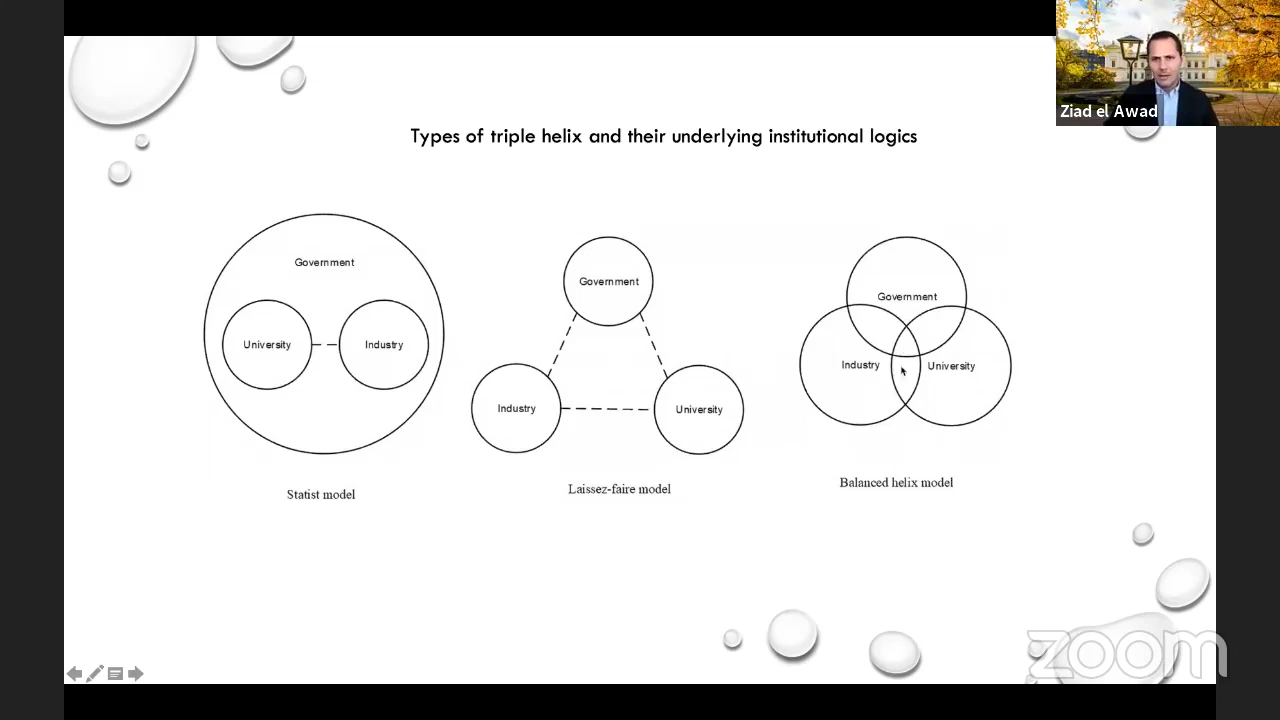 Ziad el Awad
Types of triple helix and their underlying institutional logics
Government
University
Industry
Statist model
Government
Industry
University
Laissez-faire model
Government
Industry
University
Balanced helix model
zoom